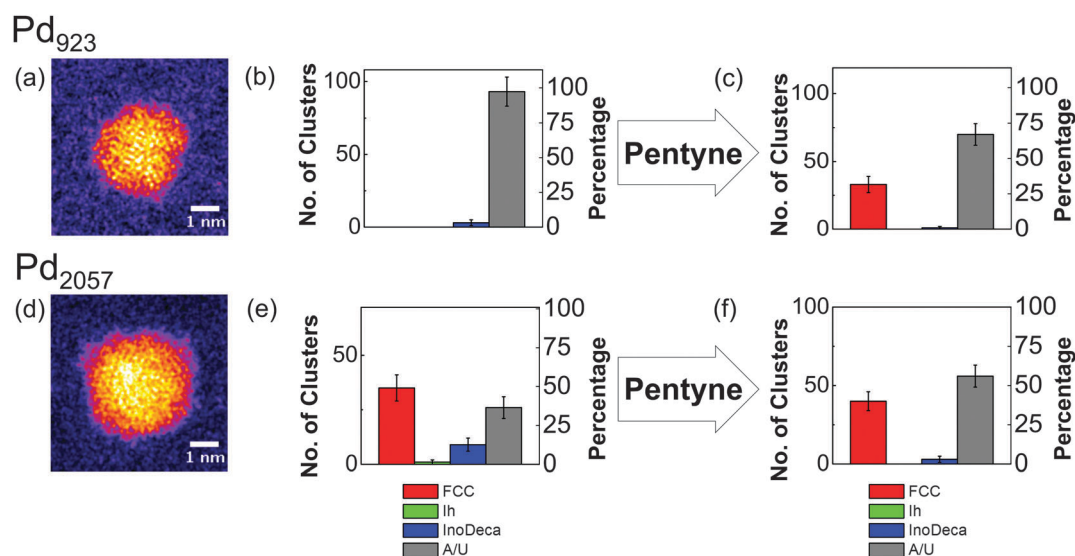 Pd923
(a)
1 nm
(b)
No. of Clusters
100
50
0
100
75
50
25
0
Percentage
Pentyne
(c)
No. of Clusters
100
50
0
100
75
50
25
0
Percentage
Pd2057
(d)
1 nm
(e)
No. of Clusters
50
0
100
75
50
25
0
Percentage
Pentyne
(f)
No. of Clusters
100
50
0
100
75
50
25
0
Percentage
FCC
Ih
InoDeca
A/U
FCC
Ih
InoDeca
A/U